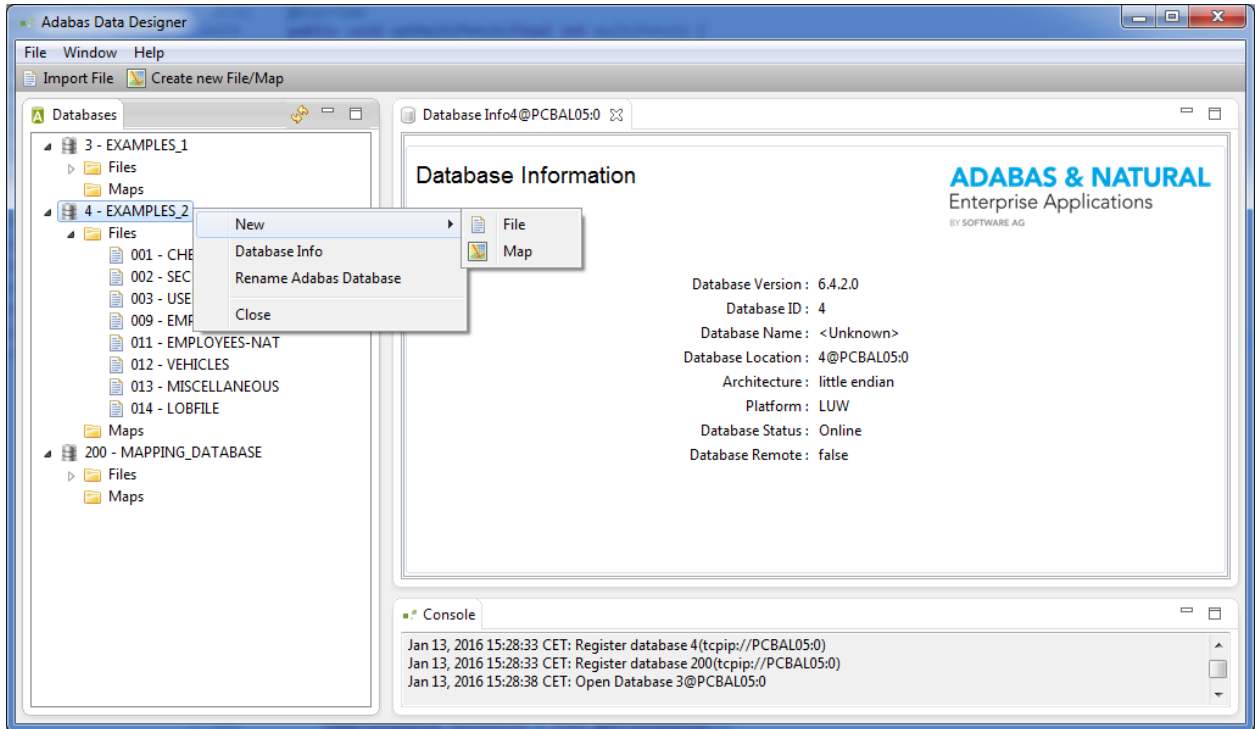 Adabas Data Designer
File Window Help
Import File Create new File/Map
Databases
3 - EXAMPLES_1
Files
Maps
4 - EXAMPLES_2
Files
001 - CHE
002 - SEC
003 - USE
009 - EMP
011 - EMPLOYEES-NAT
012 - VEHICLES
013 - MISCELLANEOUS
014 - LOBFILE
Maps
200 - MAPPING_DATABASE
Files
Maps
New
Database Info
Rename Adabas Database
Close
File
Map
Database Info4@PCBAL05:0
Database Information
ADABAS & NATURAL
Enterprise Applications
BY SOFTWARE AG
Database Version : 6.4.2.0
Database ID : 4
Database Name : <Unknown>
Database Location : 4@PCBAL05:0
Architecture : little endian
Platform : LUW
Database Status : Online
Database Remote : false
Console
Jan 13, 2016 15:28:33 CET: Register database 4(tcpip://PCBAL05:0)
Jan 13, 2016 15:28:33 CET: Register database 200(tcpip://PCBAL05:0)
Jan 13, 2016 15:28:38 CET: Open Database 3@PCBAL05:0